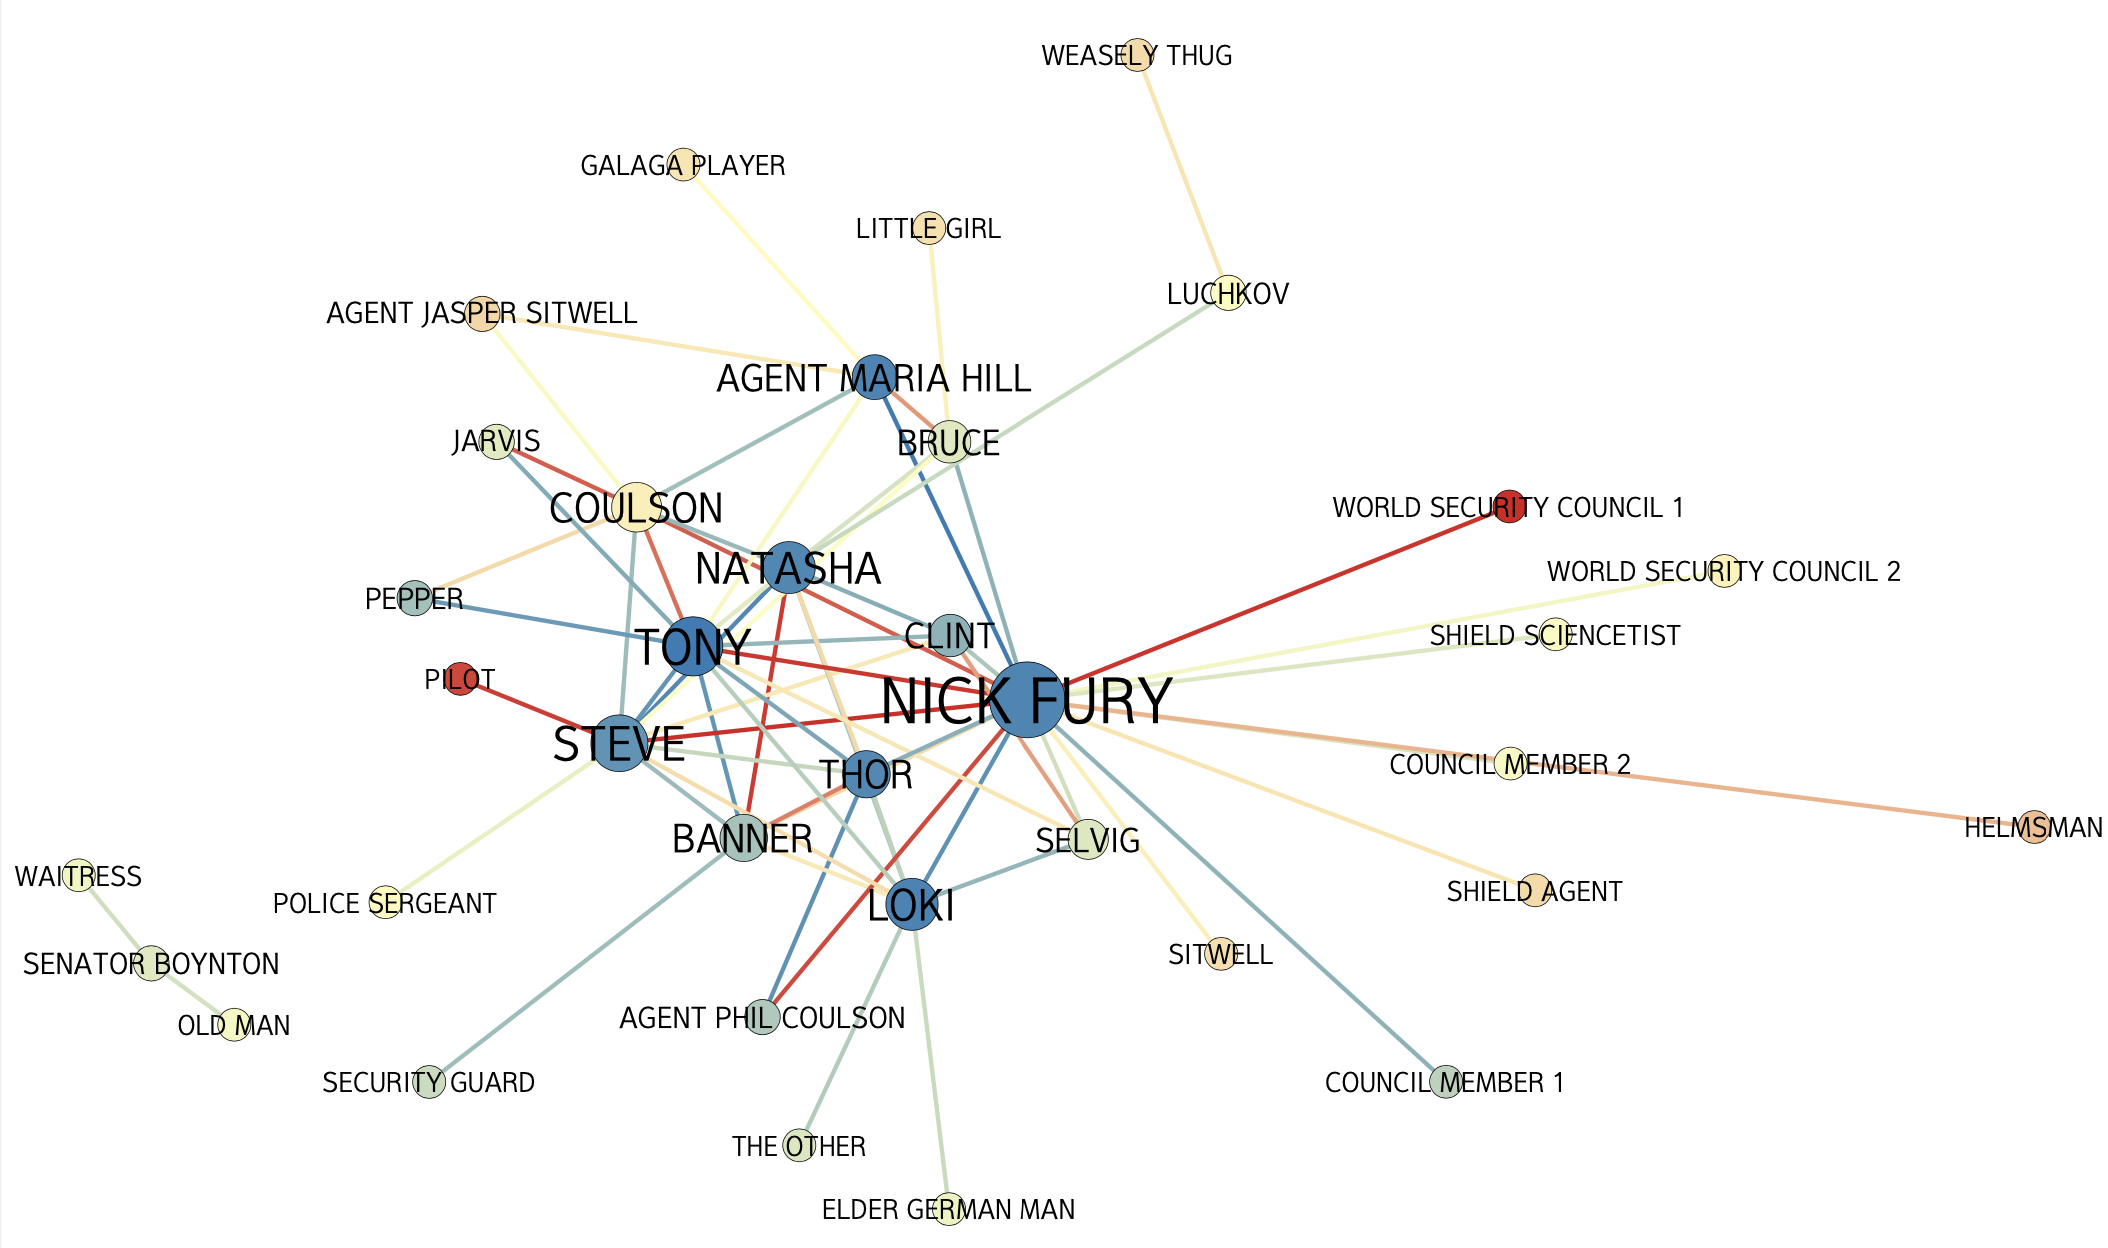 WEASELY THUG
GALAGA PLAYER
LITTLE GIRL
LUCHKOV
AGENT JASPER SITWELL
AGENT MARIA HILL
JARVIS
BRUCE
COULSON
WORLD SECURITY COUNCIL 1
NATASHA
WORLD SECURITY COUNCIL 2
PEPPER
TONY
CLINT
SHIELD SCIENCETIST
PILOT
NICK FURY
STEVE
THOR
COUNCIL MEMBER 2
BANNER
SELVIG
HELMSMAN
WAITRESS
POLICE SERGEANT
LOKI
SHIELD AGENT
SENATOR BOYNTON
SITWELL
OLD MAN
AGENT PHIL COULSON
SECURITY GUARD
COUNCIL MEMBER 1
THE OTHER
ELDER GERMAN MAN